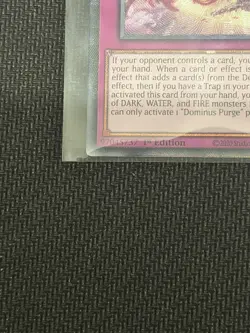 If your opponent controls a card, you
your hand. When a card or effect is
effect that adds a card(s) from the De
effect, then if you have a Trap in your
activated this card from your hand, yo
of DARK, WATER, and FIRE monsters
can only activate 1 "Dominus Purge" p
1st Edition